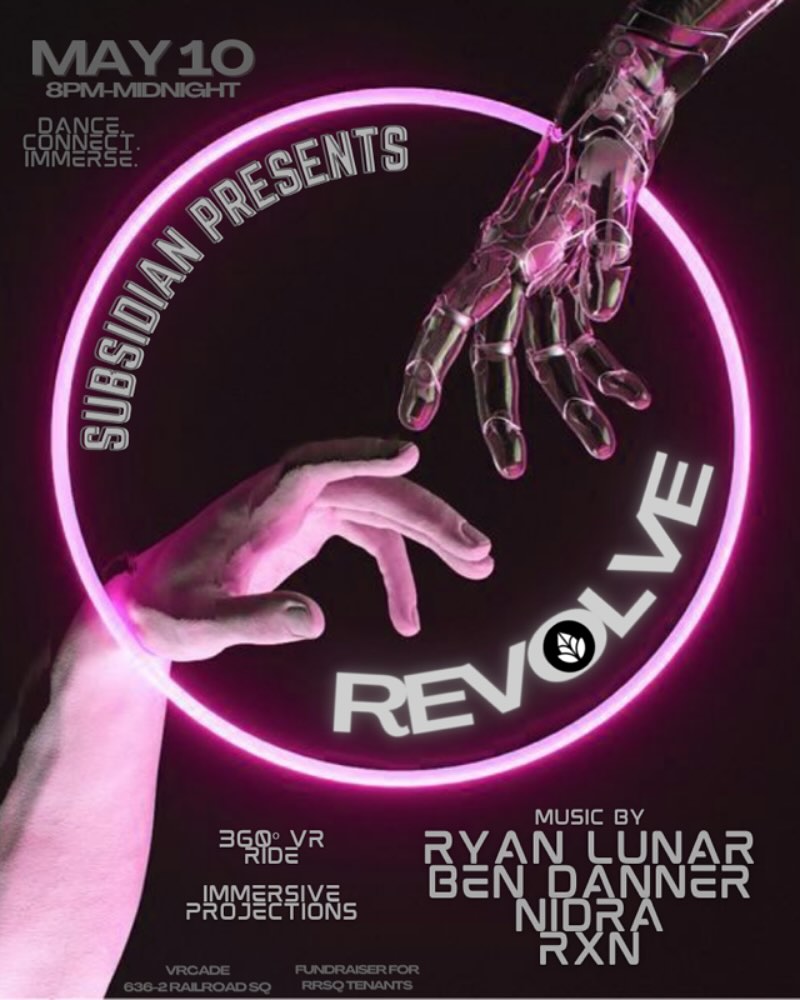 MAY 10
8PM-MIDNIGHT
DANCE.
CONNECT.
IMMERSE.
SUBSIDIAN PRESENTS
REVOLVE
360° VR
RIDE
IMMERSIVE
PROJECTIONS
MUSIC BY
RYAN LUNAR
BEN DANNER
NIDRA
RXN
VRCADE
636-2 RAILROAD SQ
FUNDRAISER FOR
RRSQ TENANTS